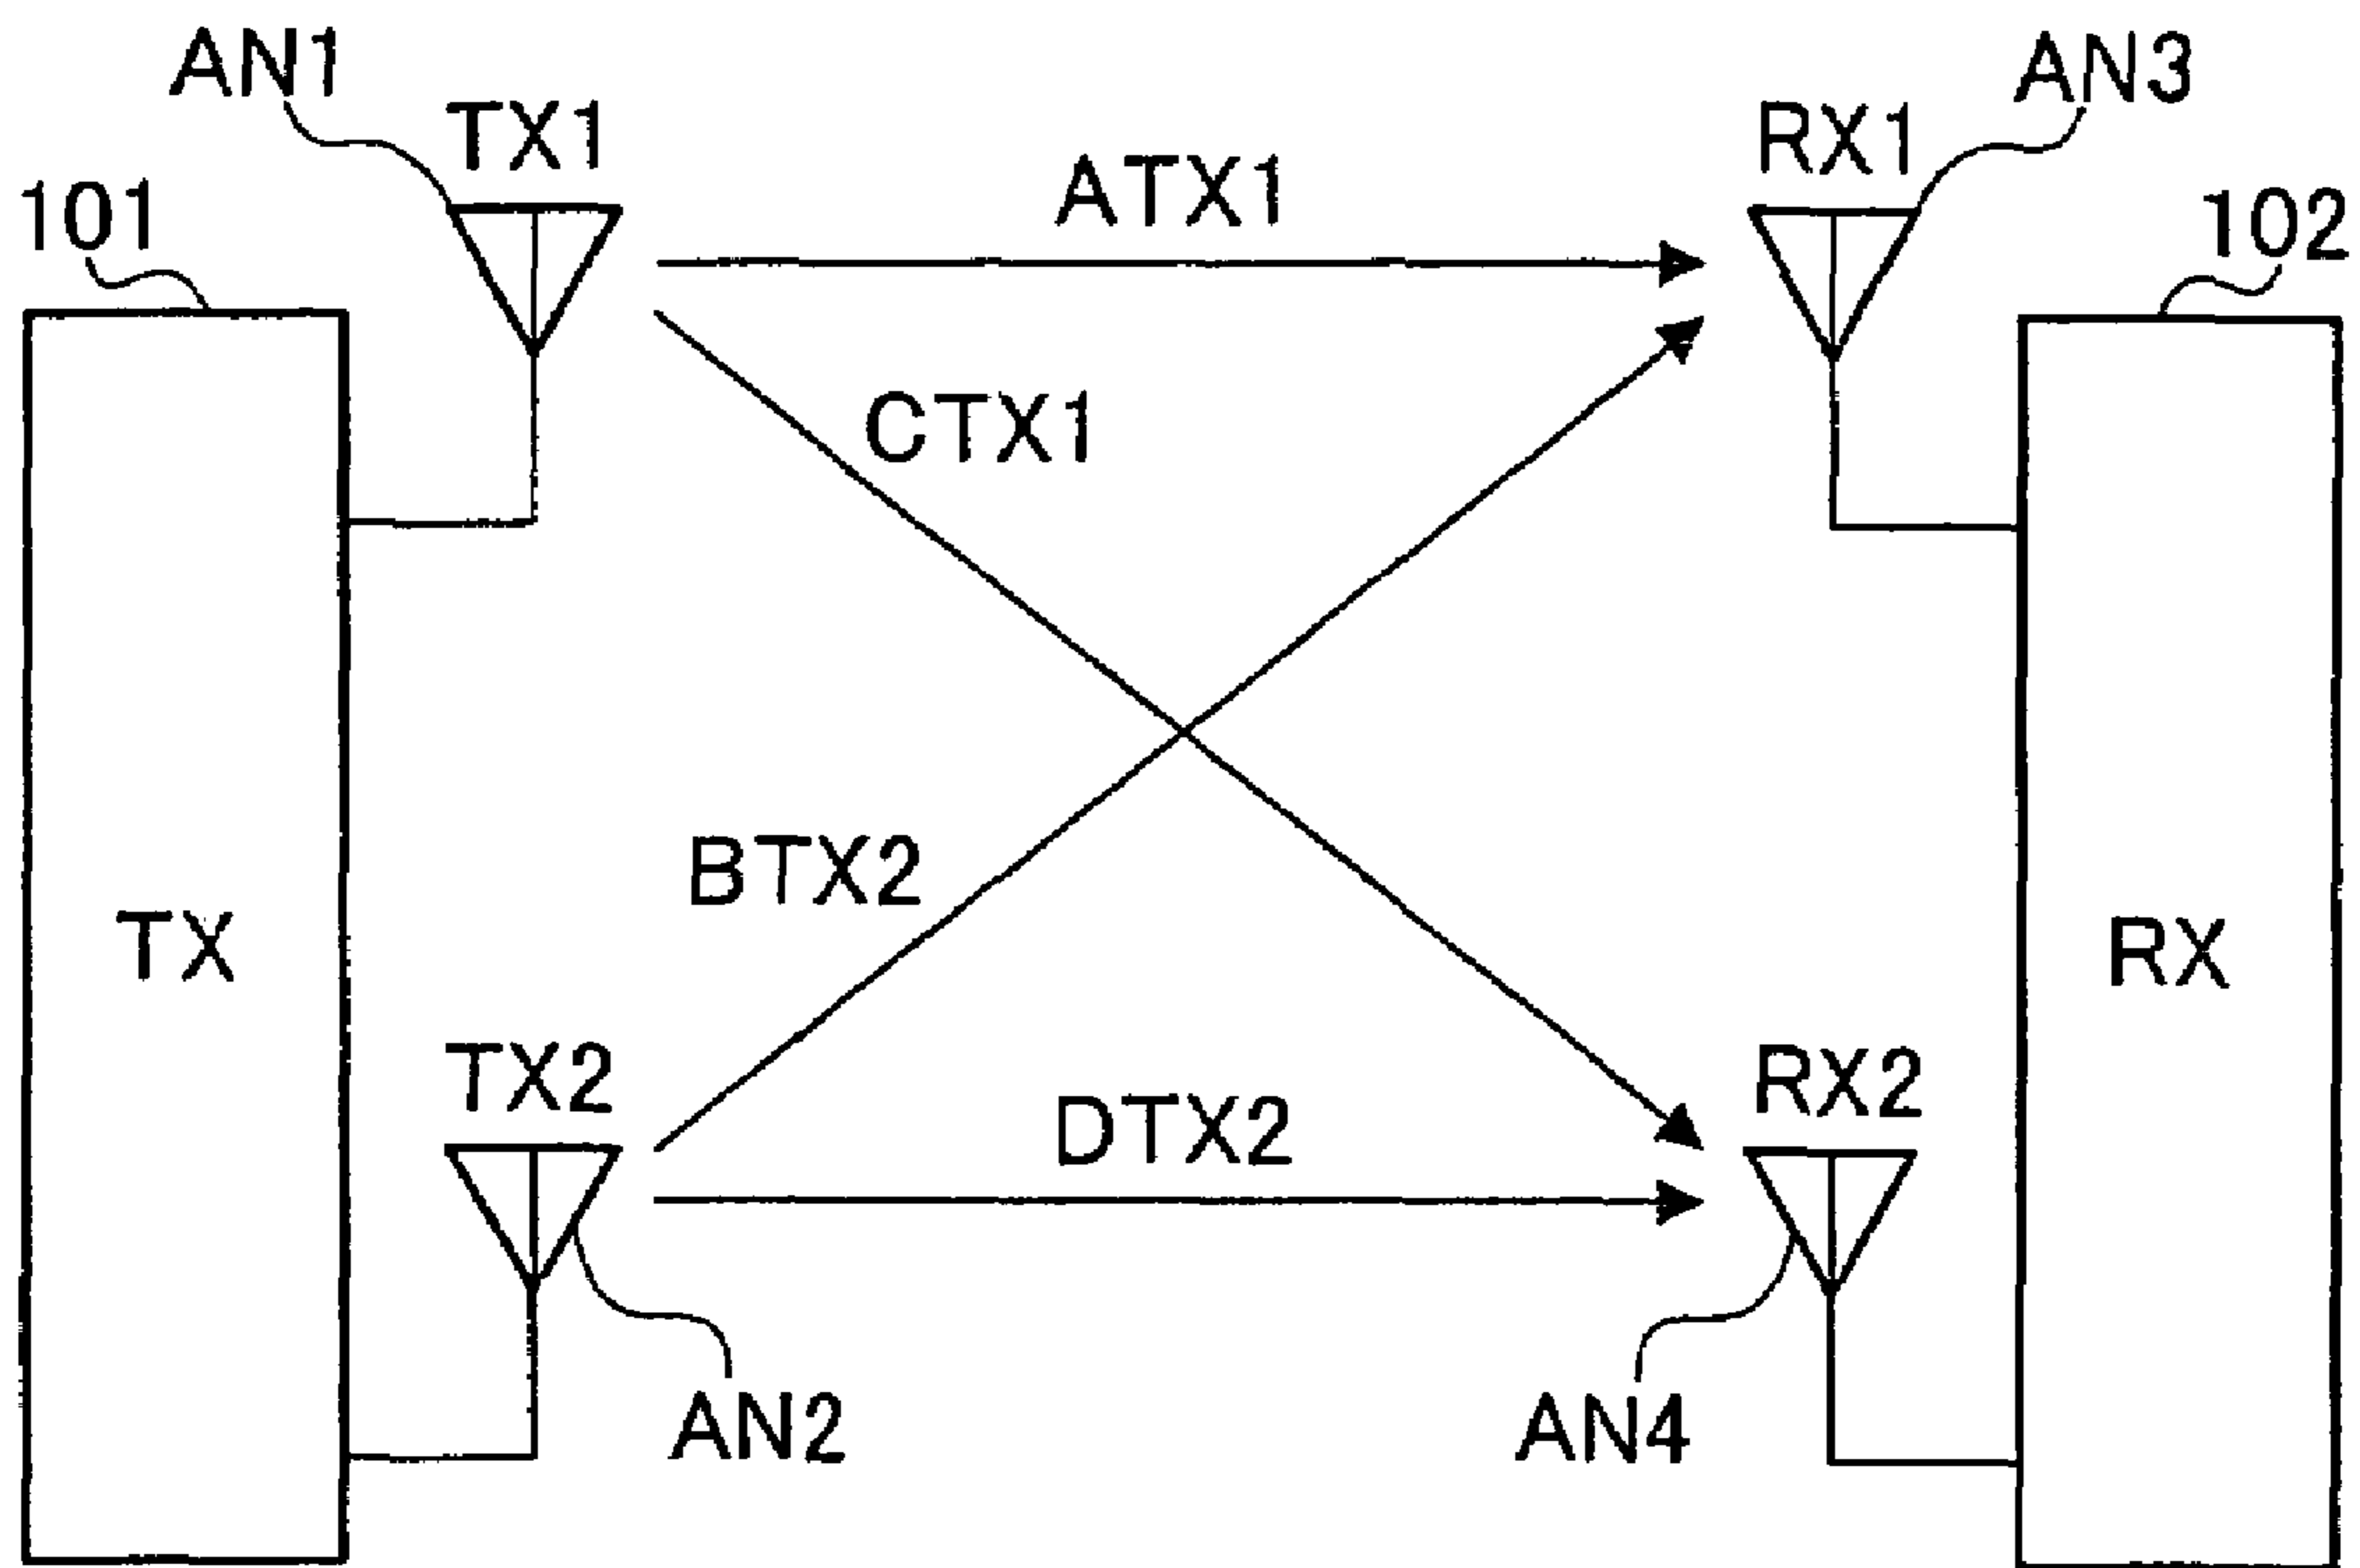 AN1
AN3
TX1
RX1
ATX1
101
102
CTX1
BTX2
TX
RX
TX2
RX2
DTX2
AN2
AN4